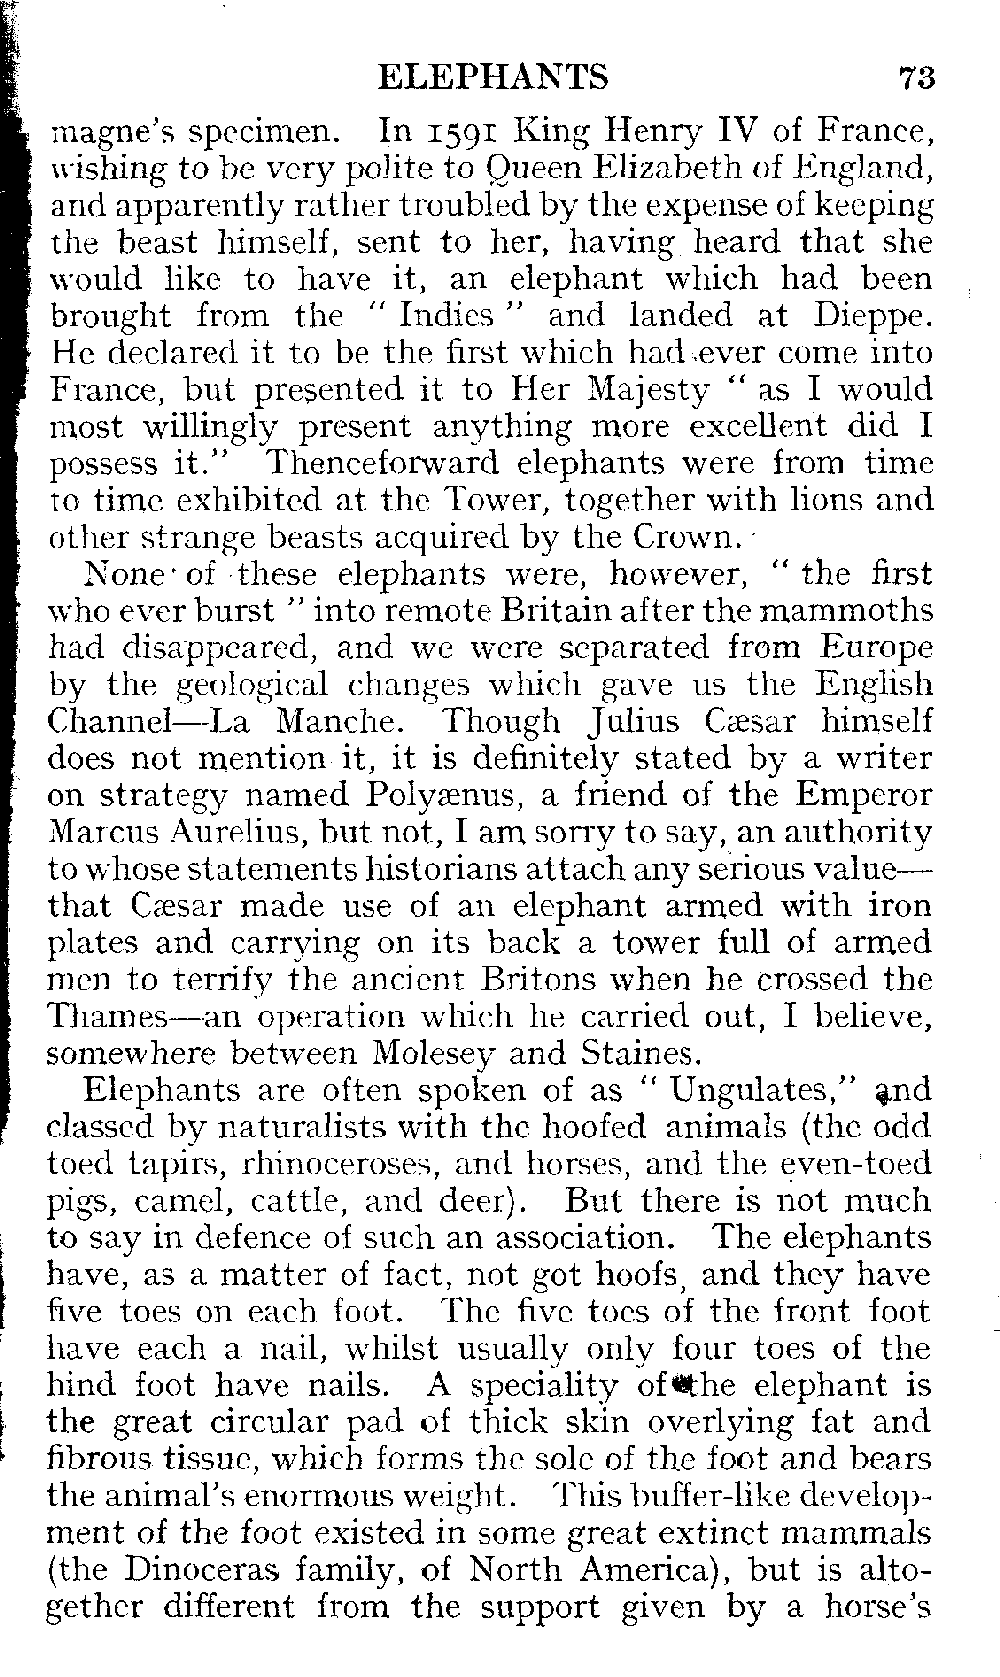 ELEPHANTS 73
magne's specimen. In 1591 King Henry IV of France,
wishing to be very polite to Queen Elizabeth of England,
and apparently rather troubled by the expense of keeping
the beast himself, sent to her, having heard that she
would like to have it, an elephant which had been
brought from the " Indies " and landed at Dieppe.
He declared it to be the first which had ever come into
France, but presented it to Her Majesty " as I would
most willingly present anything more excellent did I
possess it." Thenceforward elephants were from time
to time exhibited at the Tower, together with lions and
other strange beasts acquired by the Crown.
None of these elephants were, however, " the first
who ever burst " into remote Britain after the mammoths
had disappeared, and we were separated from Europe
by the geological changes which gave us the English
Channel—La Manche. Though Julius Cæsar himself
does not mention it, it is definitely stated by a writer
on strategy named Polyænus, a friend of the Emperor
Marcus Aurelius, but not, I am sorry to say, an authority
to whose statements historians attach any serious value—
that Cæsar made use of an elephant armed with iron
plates and carrying on its back a tower full of armed
men to terrify the ancient Britons when he crossed the
Thames—an operation which he carried out, I believe,
somewhere between Molesey and Staines.
Elephants are often spoken of as " Ungulates," and
classed by naturalists with the hoofed animals (the odd
toed tapirs, rhinoceroses, and horses, and the even-toed
pigs, camel, cattle, and deer). But there is not much
to say in defence of such an association. The elephants
have, as a matter of fact, not got hoofs, and they have
five toes on each foot. The five toes of the front foot
have each a nail, whilst usually only four toes of the
hind foot have nails. A speciality of the elephant is
the great circular pad of thick skin overlying fat and
fibrous tissue, which forms the sole of the foot and bears
the animal's enormous weight. This buffer-like develop-
ment of the foot existed in some great extinct mammals
(the Dinoceras family, of North America), but is alto-
gether different from the support given by a horse's